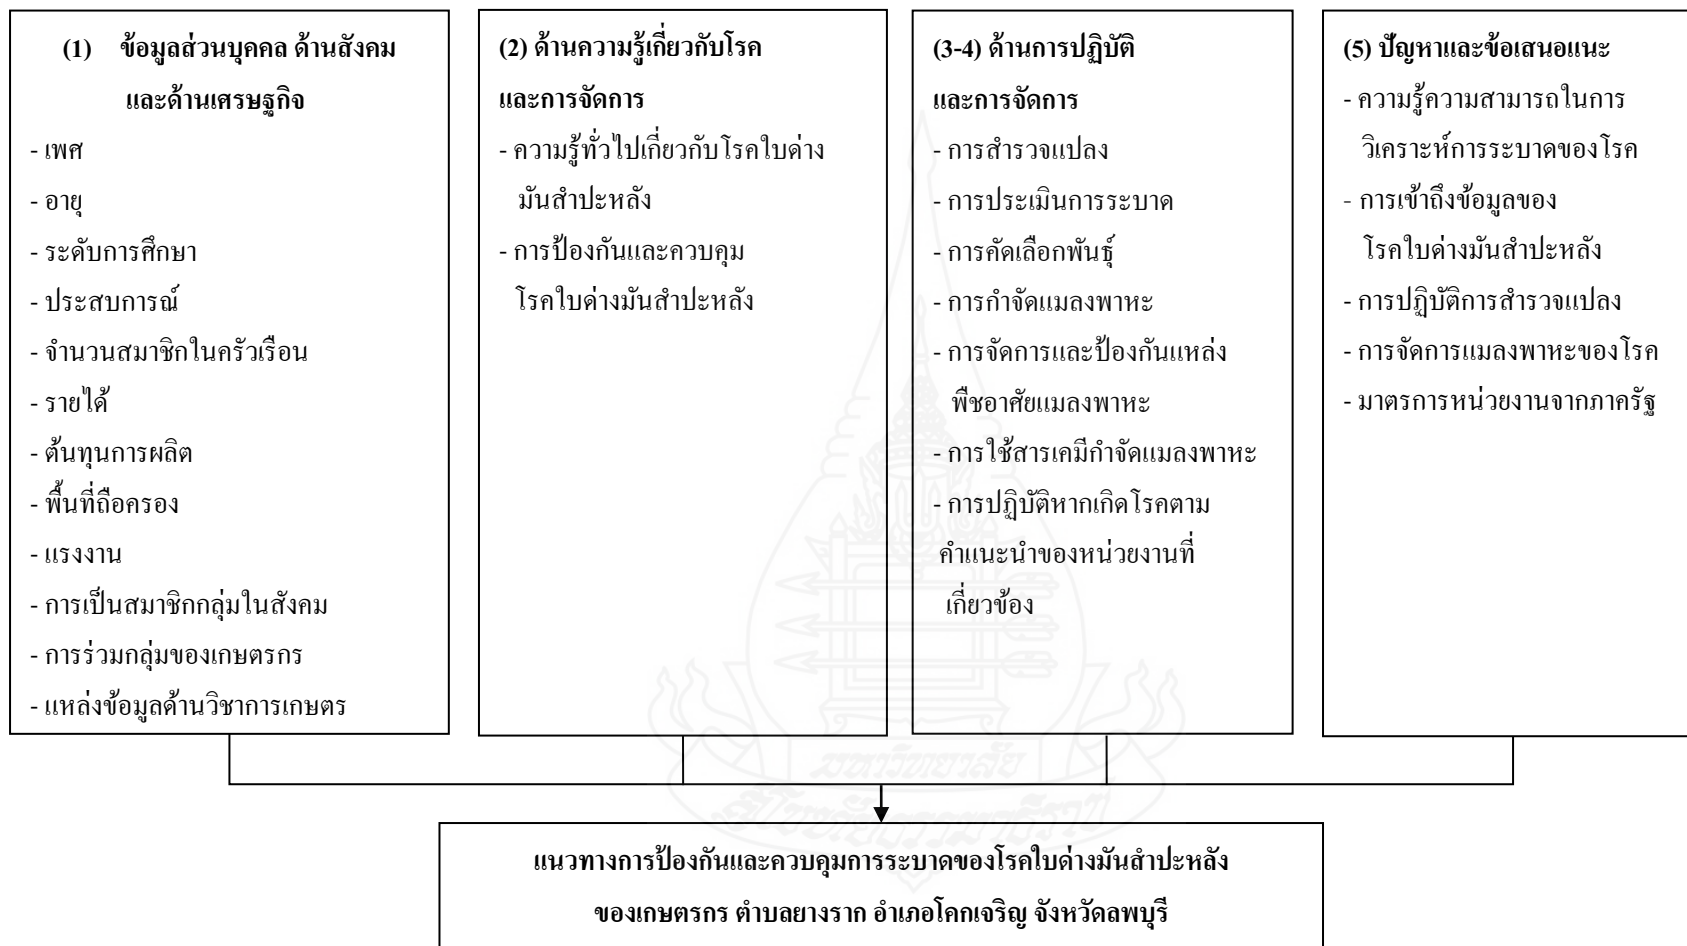 (1) ข้อมูลส่วนบุคคล ด้านสังคม
และด้านเศรษฐกิจ
- เพศ
- อายุ
- ระดับการศึกษา
- ประสบการณ์
- จำนวนสมาชิกในครัวเรือน
- รายได้
- ต้นทุนการผลิต
- พื้นที่ถือครอง
- แรงงาน
- การเป็นสมาชิกกลุ่มในสังคม
- การร่วมกลุ่มของเกษตรกร
- แหล่งข้อมูลด้านวิชาการเกษตร
(2) ด้านความรู้เกี่ยวกับโรค
และการจัดการ
- ความรู้ทั่วไปเกี่ยวกับโรคใบด่าง
มันสำปะหลัง
- การป้องกันและควบคุม
โรคใบด่างมันสำปะหลัง
(3-4) ด้านการปฏิบัติ
และการจัดการ
- การสำรวจแปลง
- การประเมินการระบาด
- การคัดเลือกพันธุ์
- การกำจัดแมลงพาหะ
- การจัดการและป้องกันแหล่ง
พืชอาศัยแมลงพาหะ
- การใช้สารเคมีกำจัดแมลงพาหะ
- การปฏิบัติหากเกิดโรคตาม
คำแนะนำของหน่วยงานที่
เกี่ยวข้อง
(5) ปัญหาและข้อเสนอแนะ
- ความรู้ความสามารถในการ
วิเคราะห์การระบาดของโรค
- การเข้าถึงข้อมูลของ
โรคใบด่างมันสำปะหลัง
- การปฏิบัติการสำรวจแปลง
- การจัดการแมลงพาหะของโรค
- มาตรการหน่วยงานจากภาครัฐ
มหาวิทยาลัย
สุโขทัยธรรมาธิราช
แนวทางการป้องกันและควบคุมการระบาดของโรคใบด่างมันสำปะหลัง
ของเกษตรกร ตำบลยางราก อำเภอโคกเจริญ จังหวัดลพบุรี